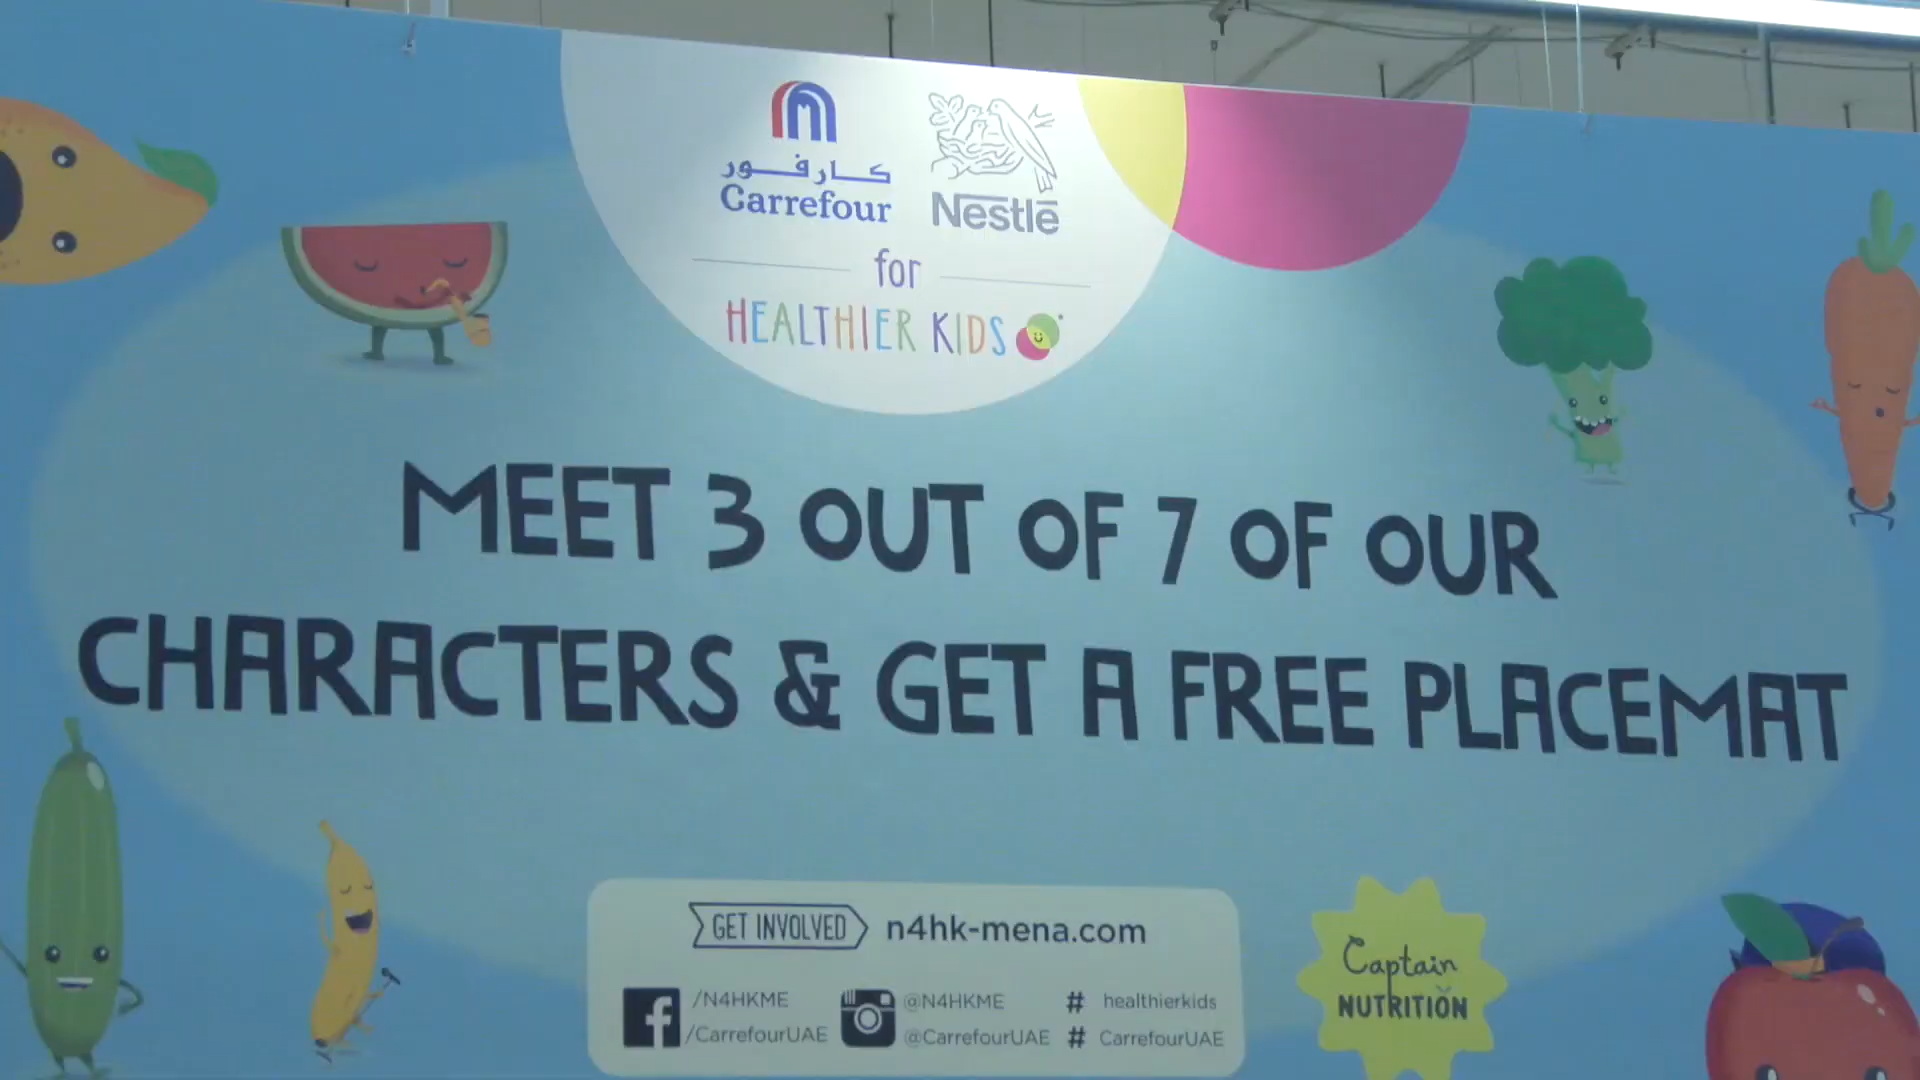 كارفور
Carrefour
Nestlē
for
HEALTHIER KIDS
MEET 3 OUT OF 7 OF OUR
CHARACTERS & GET A FREE PLACEMAT
GET INVOLVED n4hk-mena.com
/N4HKME @N4HKME # healthierkids
/CarrefourUAE @CarrefourUAE # CarrefourUAE
Captain
NUTRITION